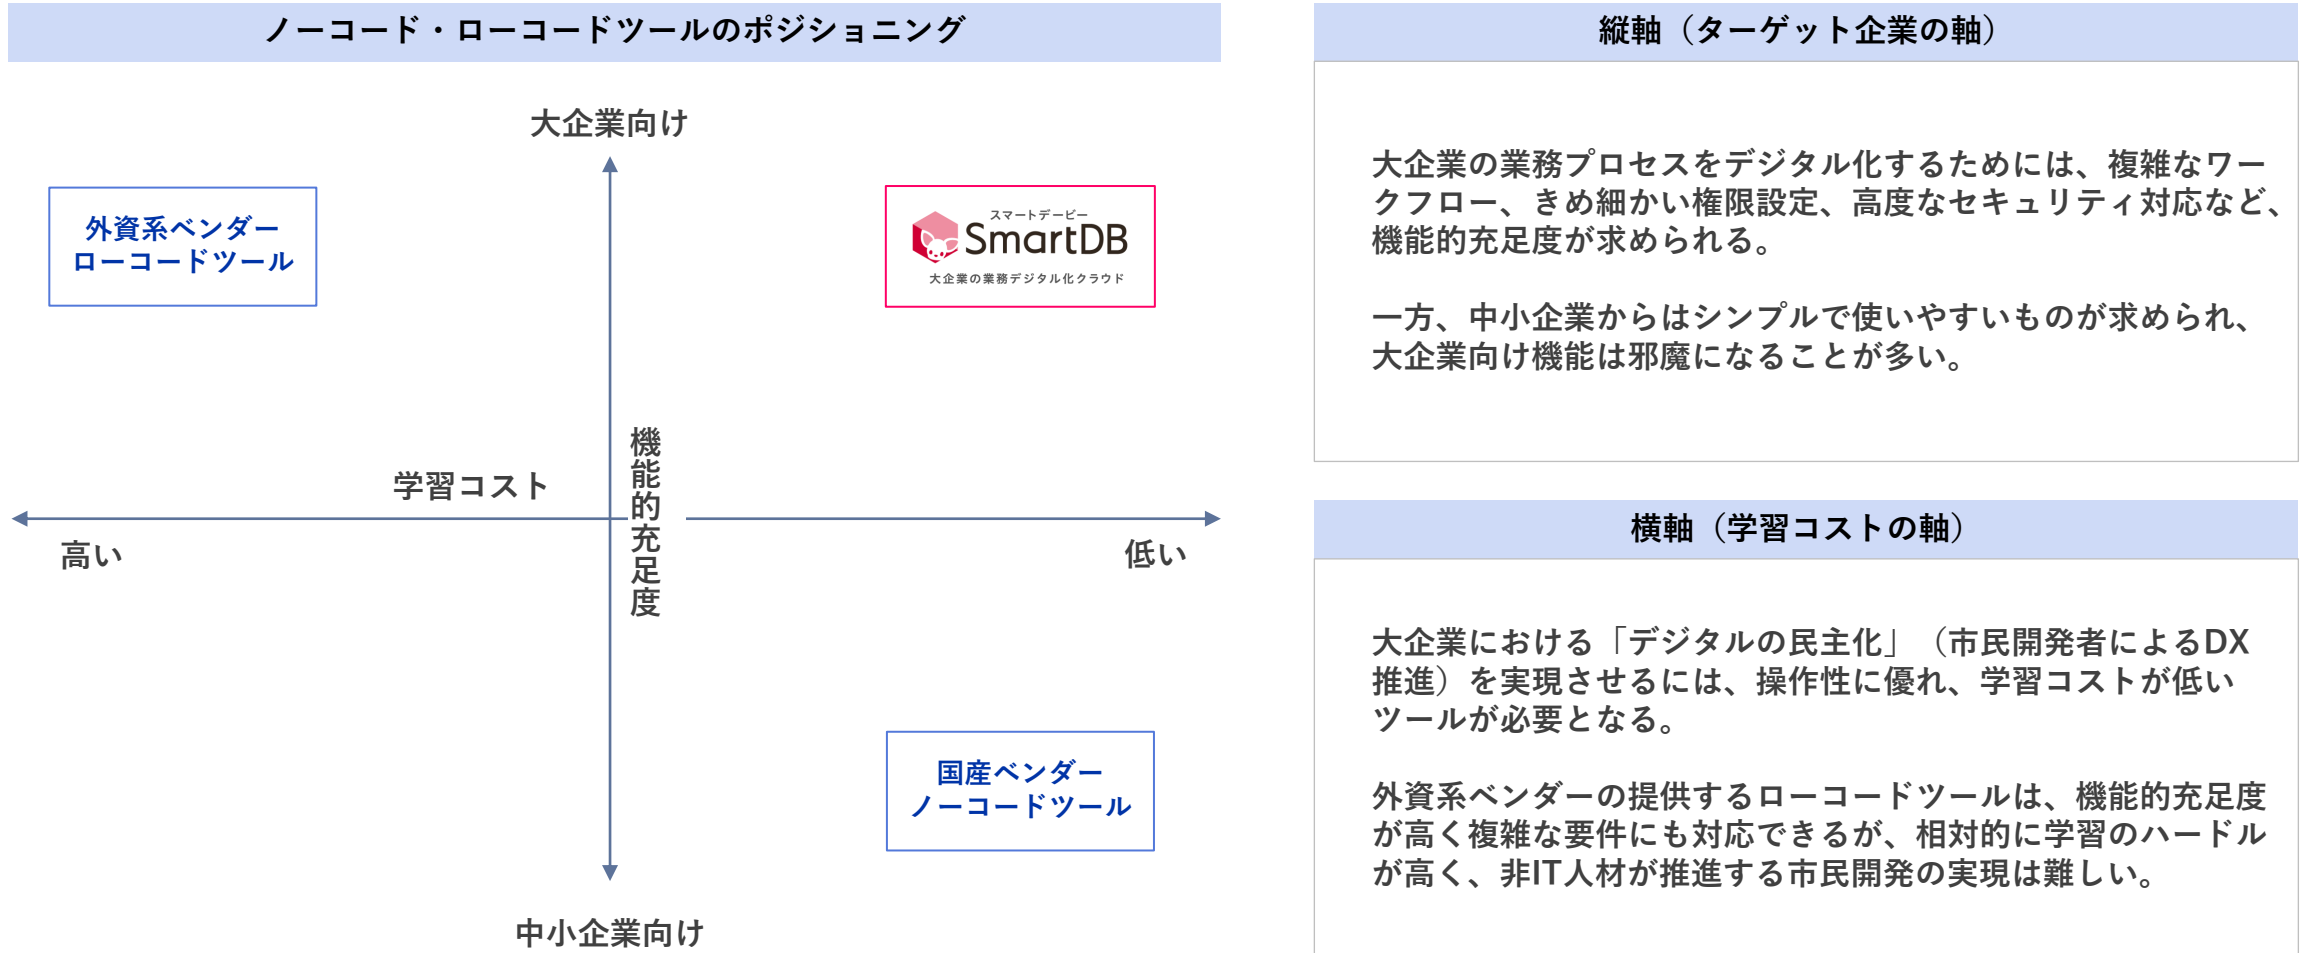 ノーコード・ローコードツールのポジショニング
大企業向け
外資系ベンダー
ローコードツール
スマートデービー
SmartDB
大企業の業務デジタル化クラウド
学習コスト
機能的充足度
高い
低い
国産ベンダー
ノーコードツール
中小企業向け
縦軸（ターゲット企業の軸）
大企業の業務プロセスをデジタル化するためには、複雑なワー
クフロー、きめ細かい権限設定、高度なセキュリティ対応など、
機能的充足度が求められる。
一方、中小企業からはシンプルで使いやすいものが求められ、
大企業向け機能は邪魔になることが多い。
横軸（学習コストの軸）
大企業における「デジタルの民主化」（市民開発者によるDX
推進）を実現させるには、操作性に優れ、学習コストが低い
ツールが必要となる。
外資系ベンダーの提供するローコードツールは、機能的充足度
が高く複雑な要件にも対応できるが、相対的に学習のハードル
が高く、非IT人材が推進する市民開発の実現は難しい。